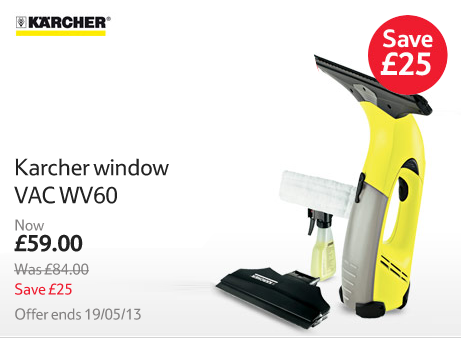 KÄRCHER®
Save
£25
Karcher window
VAC WV60
Now
£59.00
Was £84.00
Save £25
Offer ends 19/05/13
KÄRCHER